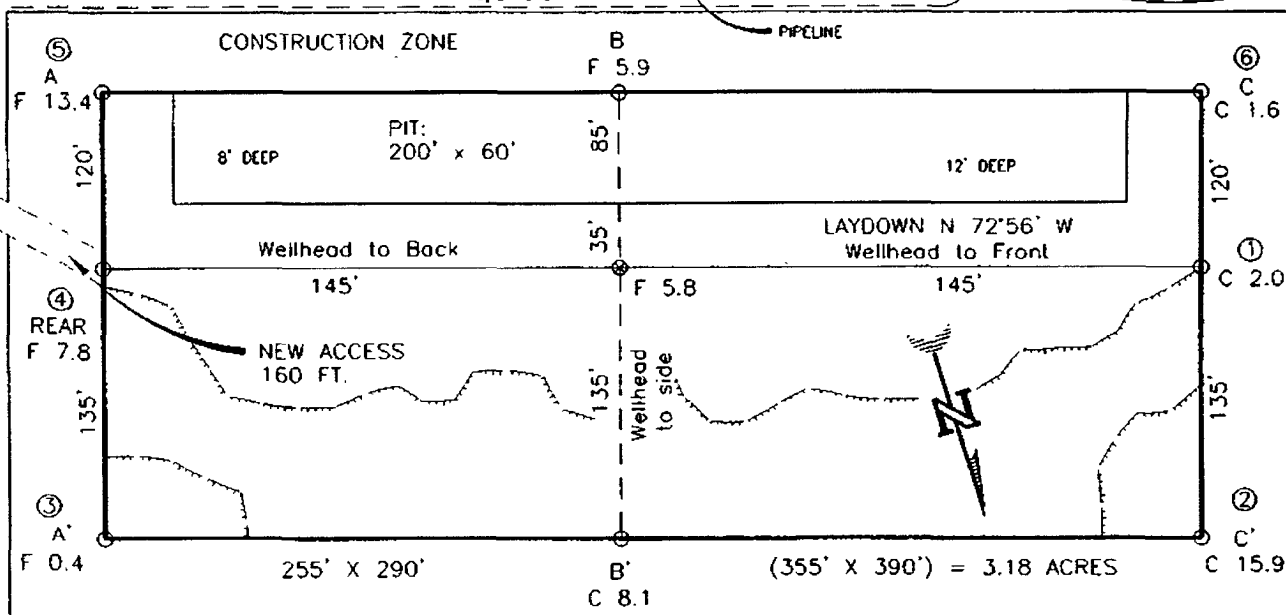 PIPELINE
CONSTRUCTION ZONE
⑤
A
F 13.4
B
F 5.9
⑥
C
C 1.6
PIT:
200' x 60'
8' DEEP
12' DEEP
85'
120'
120'
35'
LAYDOWN N 72°56' W
Wellhead to Back
Wellhead to Front
145'
F 5.8
145'
①
C 2.0
④
REAR
F 7.8
NEW ACCESS
160 FT.
135'
135'
Wellhead
to side
135'
N
③
A'
F 0.4
255' X 290'
B'
C 8.1
(355' X 390') = 3.18 ACRES
②
C'
C 15.9